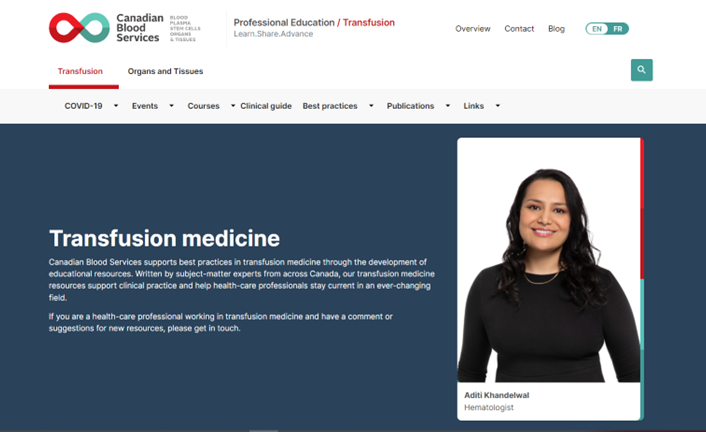 Canadian
Blood
Services
BLOOD
PLASMA
STEM CELLS
ORGANS
& TISSUES
Professional Education / Transfusion
Learn.Share.Advance
Overview Contact Blog EN FR
Transfusion Organs and Tissues
COVID-19 Events Courses Clinical guide Best practices Publications Links
Transfusion medicine
Canadian Blood Services supports best practices in transfusion medicine through the development of
educational resources. Written by subject-matter experts from across Canada, our transfusion medicine
resources support clinical practice and help health-care professionals stay current in an ever-changing
field.
If you are a health-care professional working in transfusion medicine and have a comment or
suggestions for new resources, please get in touch.
Aditi Khandelwal
Hematologist